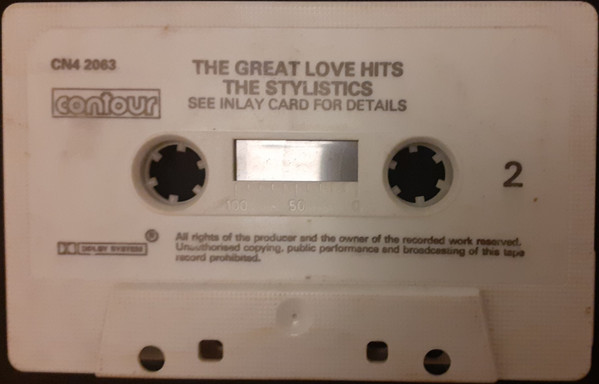 CN4 2063
THE GREAT LOVE HITS
THE STYLISTICS
SEE INLAY CARD FOR DETAILS
contour
2
100 50 0
DOLBY SYSTEM ®
All rights of the producer and the owner of the recorded work reserved.
Unauthorised copying, public performance and broadcasting of this tape
record prohibited.